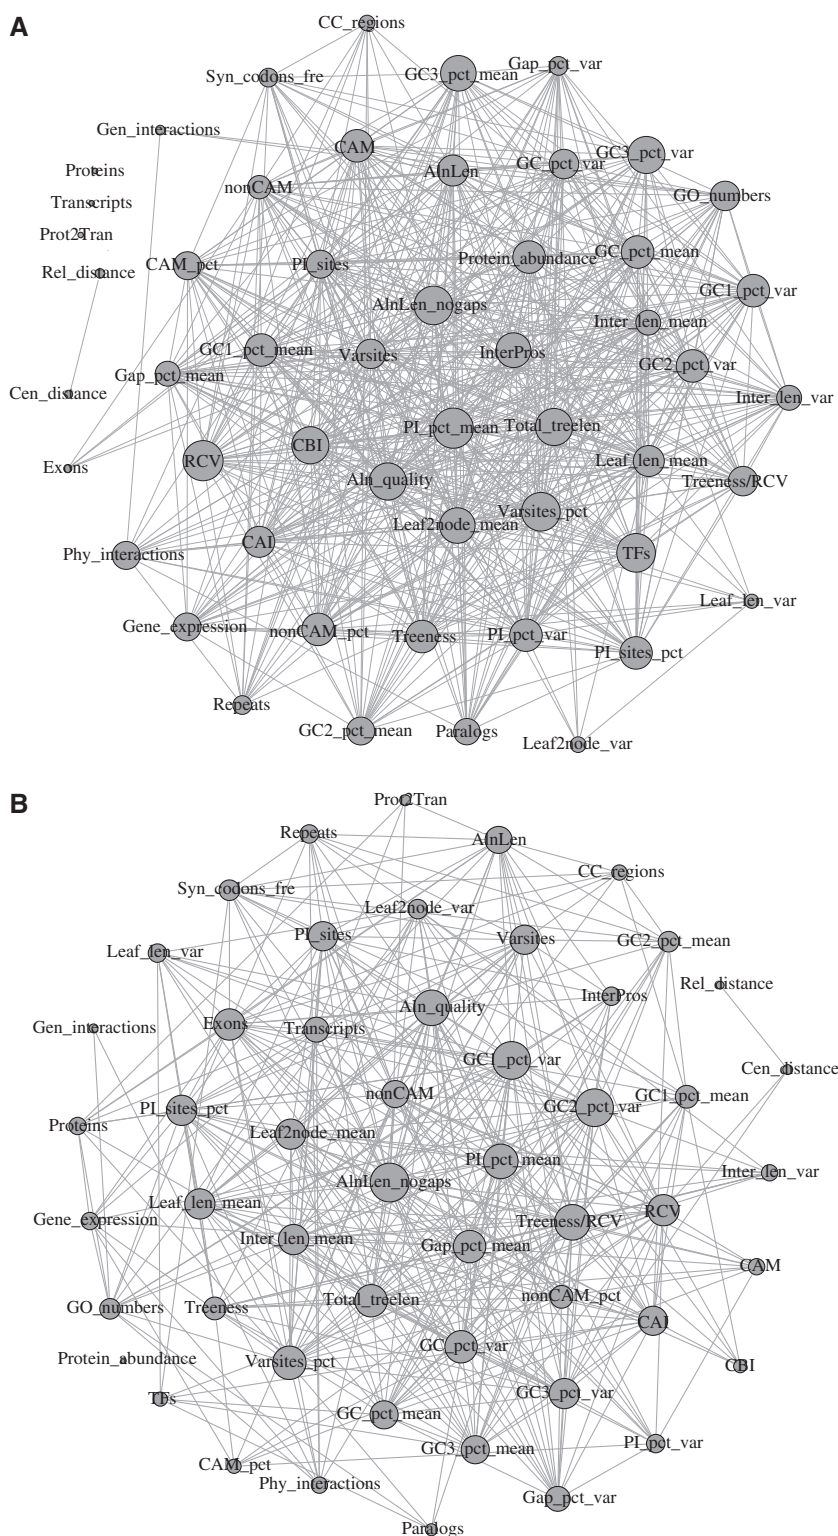 A
CC_regions
GC3_pct_mean
Gap_pct_var
Syn_codons_fre
Gen_interactions
CAM
AlnLen
GC_pct_var
GC3_pct_var
Proteins
nonCAM
GO_numbers
Transcripts
Prot2Tran
Rel_distance
CAM_pct
PI_sites
Protein_abundance
GC_pct_mean
GC1_pct_var
AlnLen_nogaps
Inter_len_mean
GC1_pct_mean
Varsites
InterPros
GC2_pct_var
Gap_pct_mean
Cen_distance
Inter_len_var
PI_pct_mean
Total_treelen
CBI
Exons
RCV
Leaf_len_mean
Aln_quality
Treeness/RCV
Varsites_pct
Leaf2node_mean
CAI
Phy_interactions
TFs
Leaf_len_var
Gene_expression
nonCAM_pct
Treeness
PI_pct_var
PI_sites_pct
Repeats
GC2_pct_mean
Paralogs
Leaf2node_var
B
Prot2Tran
Repeats
AlnLen
CC_regions
Syn_codons_fre
Leaf2node_var
PI_sites
Varsites
GC2_pct_mean
Leaf_len_var
Rel_distance
InterPros
Aln_quality
Gen_interactions
Exons
Transcripts
GC1_pct_var
Cen_distance
nonCAM
GC1_pct_mean
PI_sites_pct
GC2_pct_var
Proteins
Leaf2node_mean
PI_pct_mean
Inter_len_var
AlnLen_nogaps
Leaf_len_mean
RCV
Gene_expression
Treeness/RCV
Inter_len_mean
Gap_pct_mean
CAM
nonCAM_pct
Total_treelen
GO_numbers
Treeness
CAI
GC_pct_var
Protein_abundance
Varsites_pct
CBI
TFs
GC3_pct_var
GC_pct_mean
PI_pct_var
GC3_pct_mean
CAM_pct
Phy_interactions
Gap_pct_var
Paralogs